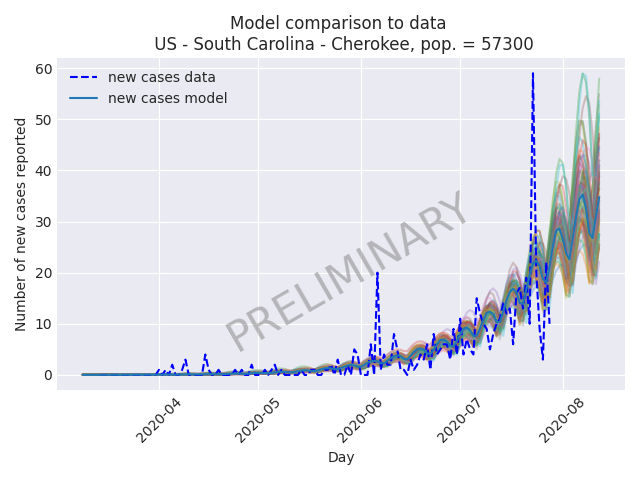 Model comparison to data
US - South Carolina - Cherokee, pop. = 57300
new cases data
new cases model
Number of new cases reported
60
50
40
30
20
10
0
PRELIMINARY
2020-04
2020-05
2020-06
2020-07
2020-08
Day